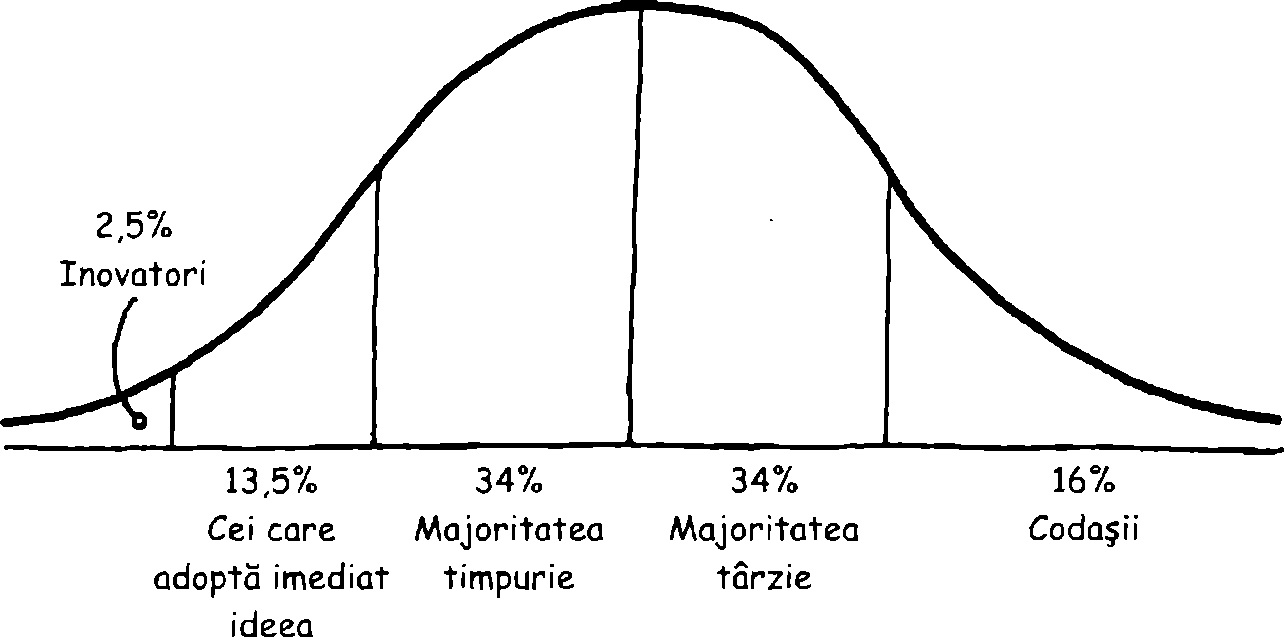 2,5%
Inovatori
13,5%
Cei care
adoptă imediat
ideea
34%
Majoritatea
timpurie
34%
Majoritatea
târzie
16%
Codaşii